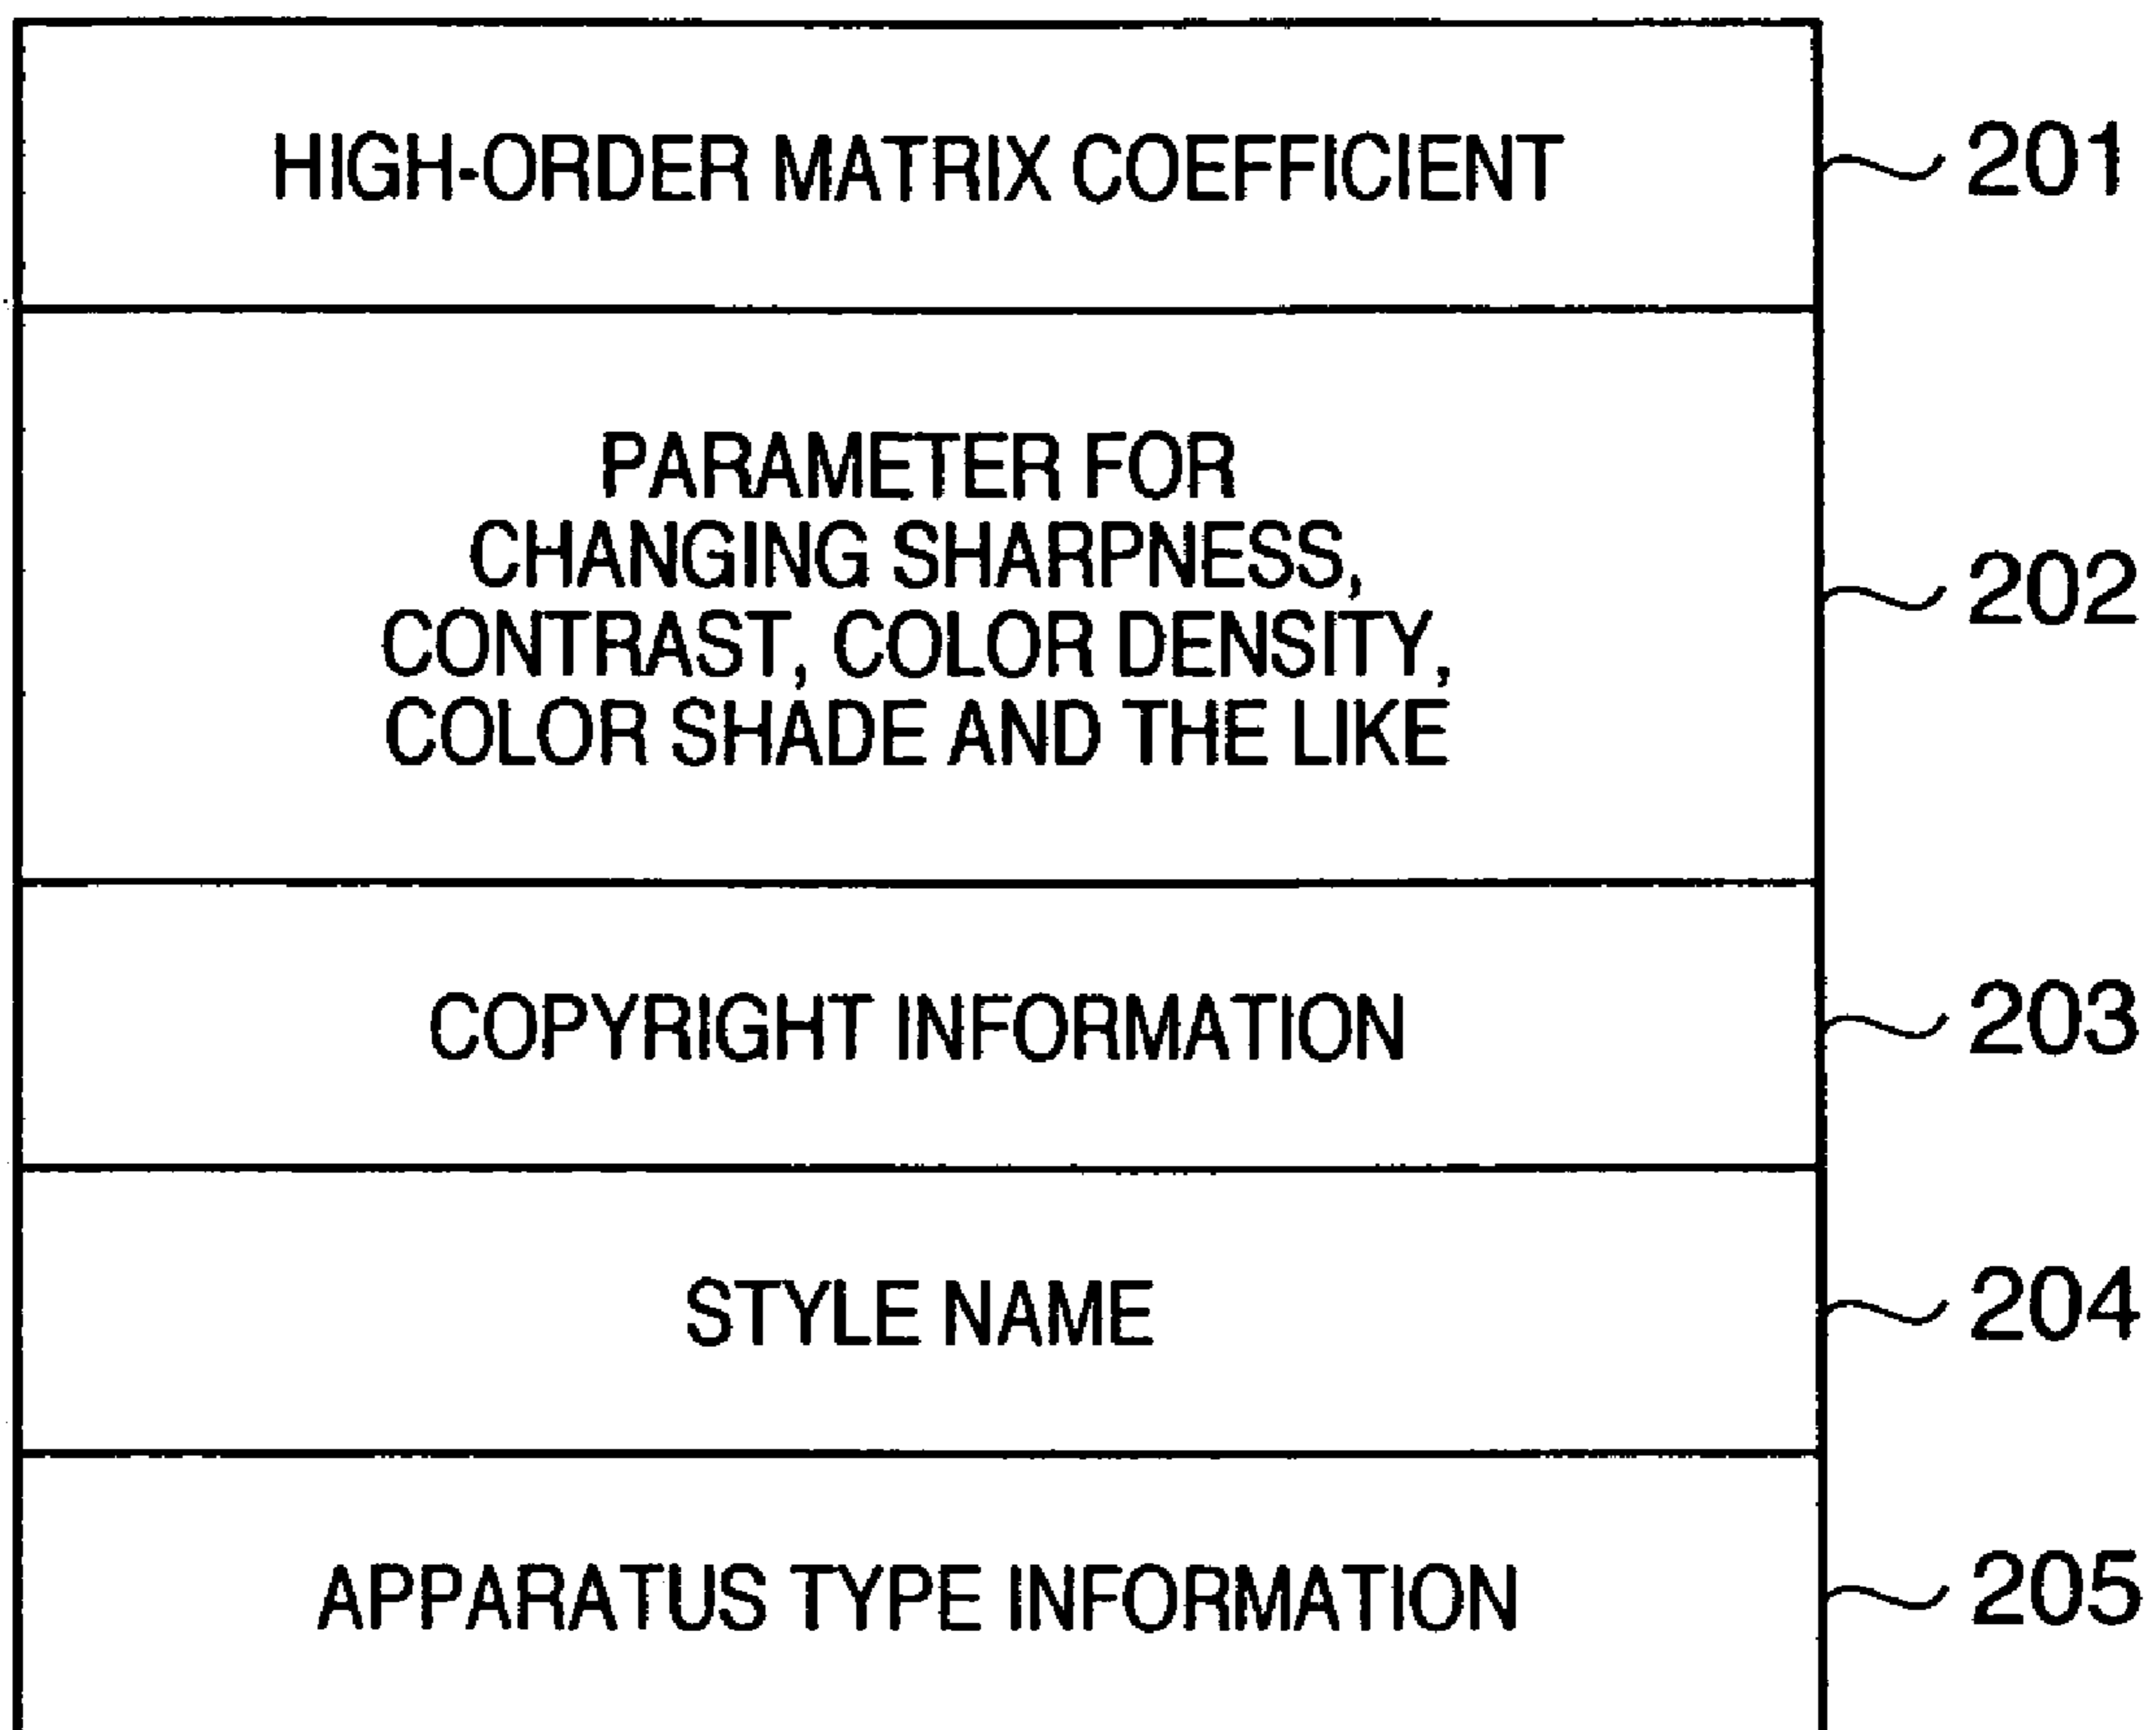 HIGH-ORDER MATRIX COEFFICIENT
201
PARAMETER FOR
CHANGING SHARPNESS,
CONTRAST, COLOR DENSITY,
COLOR SHADE AND THE LIKE
202
COPYRIGHT INFORMATION
203
STYLE NAME
204
APPARATUS TYPE INFORMATION
205